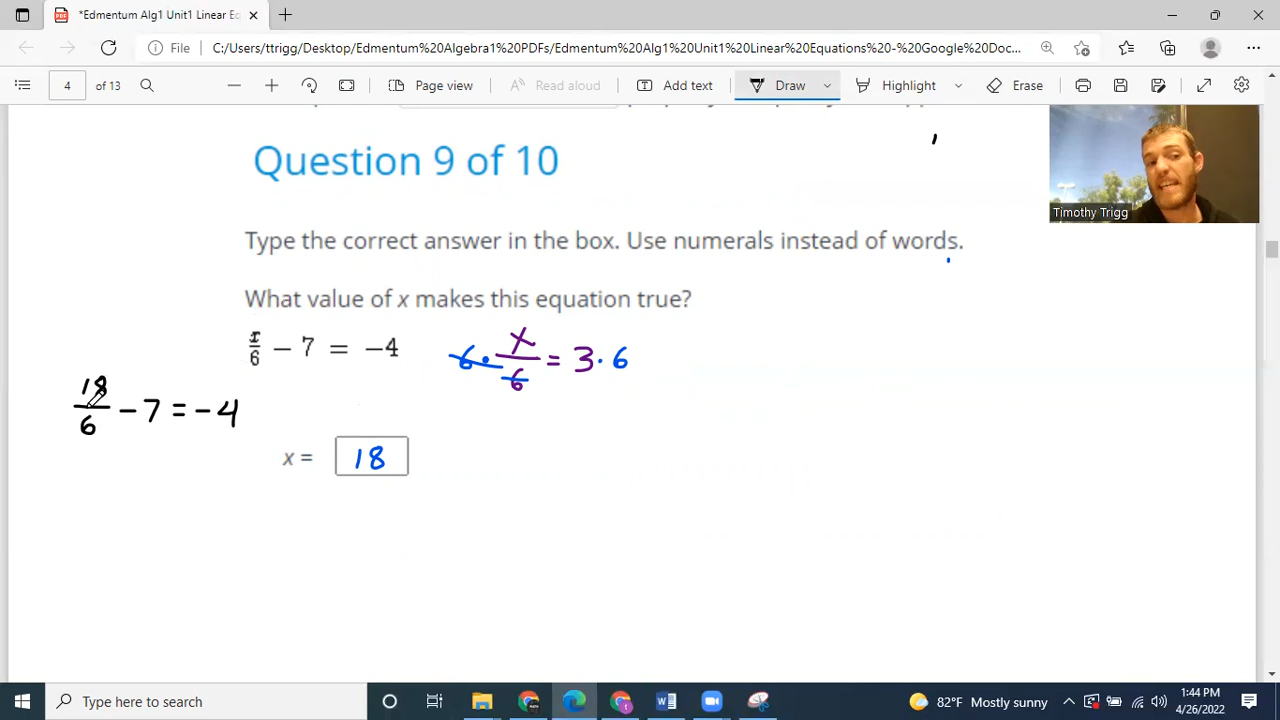 *Edmentum Alg1 Unit1 Linear Eq
File C:/Users/ttrigg/Desktop/Edmentum%20Algebra1%20PDFs/Edmentum%20Alg1%20Unit1%20Linear%20Equations%20-%20Google%20Doc...
4 of 13 Page view Read aloud Add text Draw Highlight Erase
Question 9 of 10
Timothy Trigg
Type the correct answer in the box. Use numerals instead of words.
What value of x makes this equation true?
x/6 − 7 = −4 6 · x/6 = 3 · 6
18/6 − 7 = −4
x = 18
Type here to search 82°F Mostly sunny 1:44 PM
4/26/2022